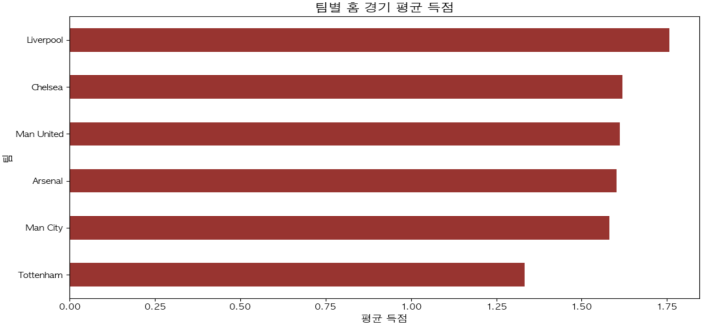 팀별 홈 경기 평균 득점
Liverpool
Chelsea
Man United
팀
Arsenal
Man City
Tottenham
0.00 0.25 0.50 0.75 1.00 1.25 1.50 1.75
평균 득점